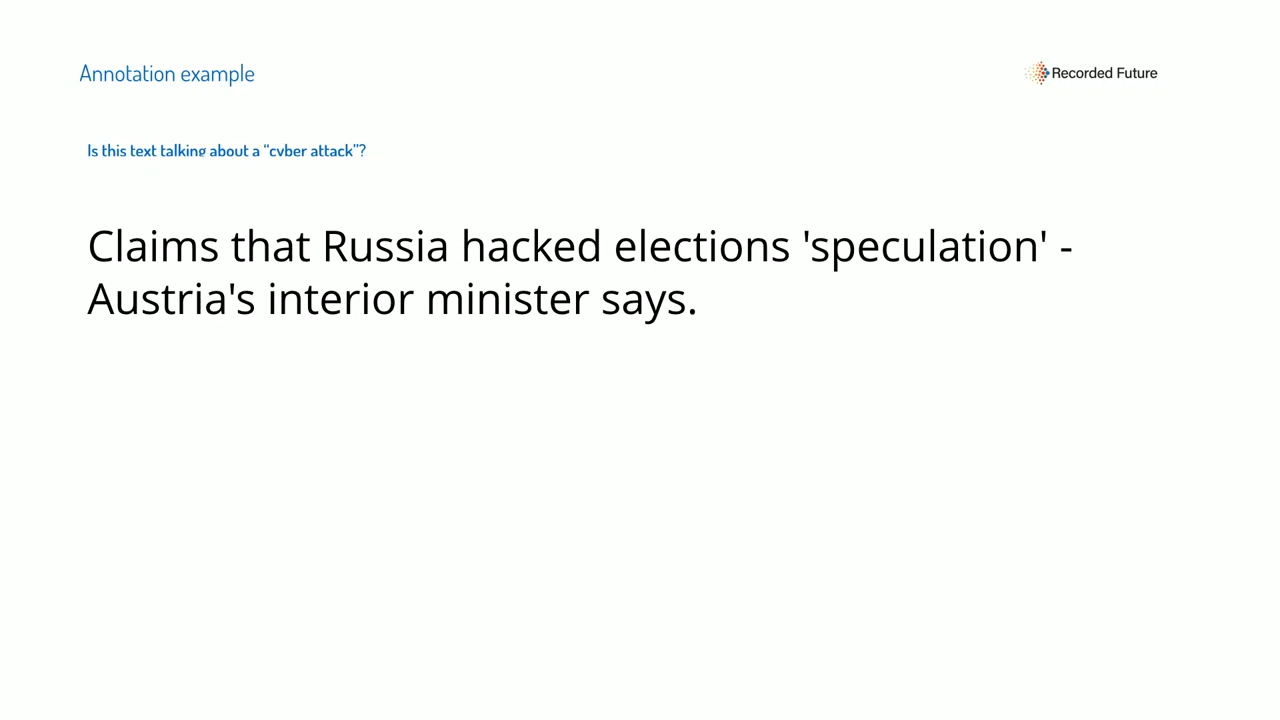 Annotation example
Recorded Future
Is this text talking about a “cyber attack”?
Claims that Russia hacked elections 'speculation' -
Austria's interior minister says.